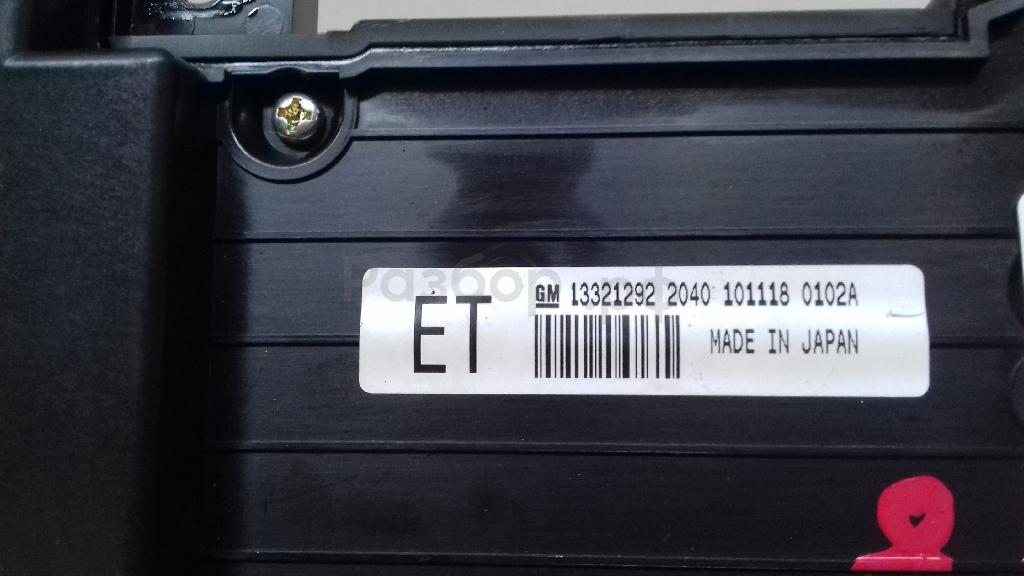 Разбор.рф
ET
GM 13321292 2040 101118 0102A
MADE IN JAPAN